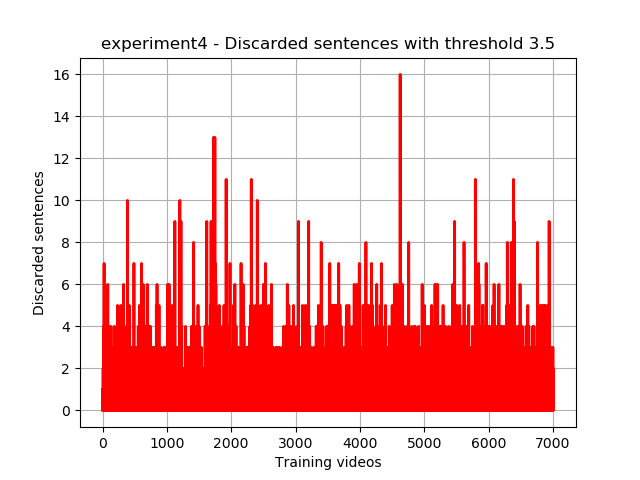 experiment4 - Discarded sentences with threshold 3.5
16
14
12
10
8
6
4
2
0
Discarded sentences
0 1000 2000 3000 4000 5000 6000 7000
Training videos